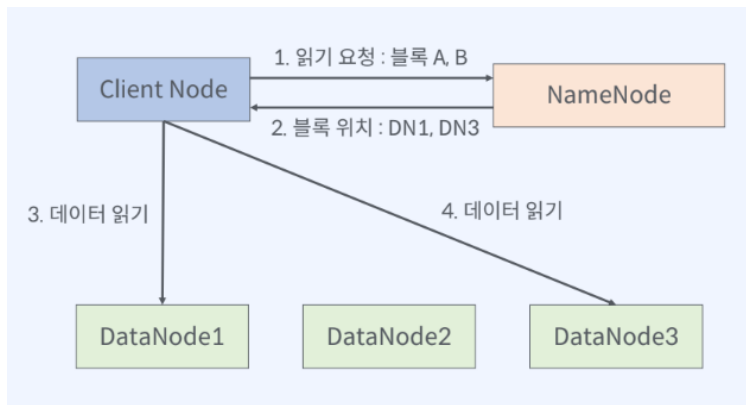 1. 읽기 요청 : 블록 A, B
Client Node
NameNode
2. 블록 위치 : DN1, DN3
3. 데이터 읽기
4. 데이터 읽기
DataNode1
DataNode2
DataNode3